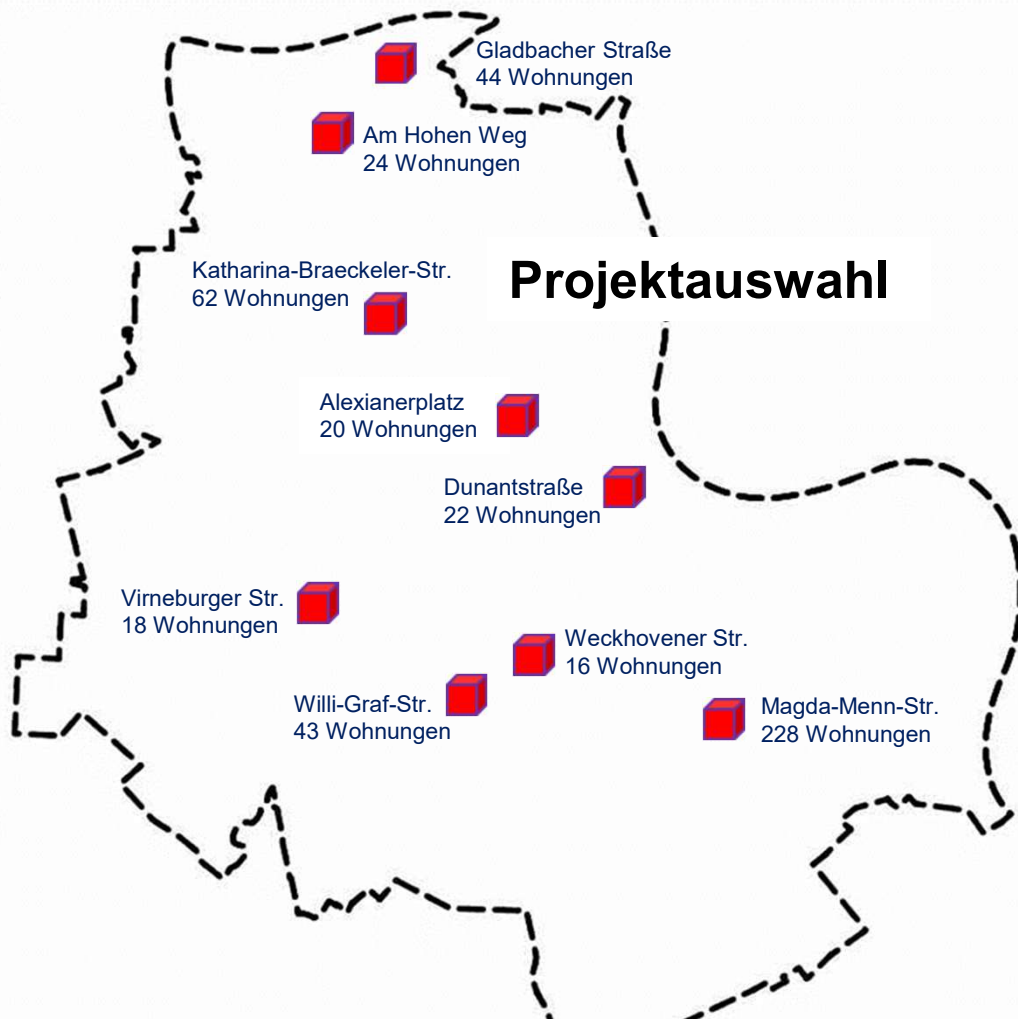 Gladbacher Straße
44 Wohnungen
Am Hohen Weg
24 Wohnungen
Katharina-Braeckeler-Str.
62 Wohnungen
Projektauswahl
Alexianerplatz
20 Wohnungen
Dunantstraße
22 Wohnungen
Virneburger Str.
18 Wohnungen
Weckhovener Str.
16 Wohnungen
Willi-Graf-Str.
43 Wohnungen
Magda-Menn-Str.
228 Wohnungen